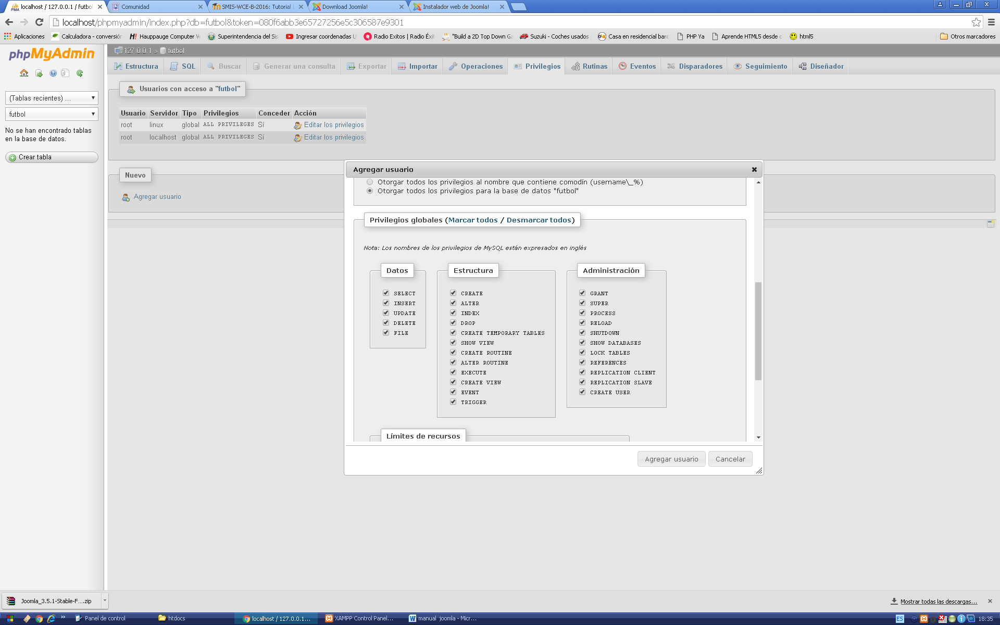 localhost / 127.0.0.1 / futbol
Comunidad
SMIS-WCE-B-2016: Tutorial
Download Joomla!
Instalador web de Joomla!
localhost/phpmyadmin/index.php?db=futbol&token=080f6abb3e65727256e5c306587e9301
Aplicaciones
Calculadora - conversión
Hauppauge Computer W
Superintendencia del Sis
Ingresar coordenadas U
Radio Exitos | Radio Éxit
"Build a 2D Top Down Ga
Suzuki - Coches usados
Casa en residencial barc
PHP Ya
Aprende HTML5 desde c
html5
Otros marcadores
phpMyAdmin
127.0.0.1 » futbol
Estructura
SQL
Buscar
Generar una consulta
Exportar
Importar
Operaciones
Privilegios
Rutinas
Eventos
Disparadores
Seguimiento
Diseñador
(Tablas recientes) ...
futbol
No se han encontrado tablas
en la base de datos.
Crear tabla
Usuarios con acceso a "futbol"
Usuario Servidor Tipo Privilegios Conceder Acción
root linux global ALL PRIVILEGES Sí Editar los privilegios
root localhost global ALL PRIVILEGES Sí Editar los privilegios
Nuevo
Agregar usuario
Agregar usuario
Otorgar todos los privilegios al nombre que contiene comodín (username\_%)
Otorgar todos los privilegios para la base de datos "futbol"
Privilegios globales (Marcar todos / Desmarcar todos)
Nota: Los nombres de los privilegios de MySQL están expresados en inglés
Datos
SELECT
INSERT
UPDATE
DELETE
FILE
Estructura
CREATE
ALTER
INDEX
DROP
CREATE TEMPORARY TABLES
SHOW VIEW
CREATE ROUTINE
ALTER ROUTINE
EXECUTE
CREATE VIEW
EVENT
TRIGGER
Administración
GRANT
SUPER
PROCESS
RELOAD
SHUTDOWN
SHOW DATABASES
LOCK TABLES
REFERENCES
REPLICATION CLIENT
REPLICATION SLAVE
CREATE USER
Límites de recursos
Agregar usuario
Cancelar
Joomla_3.5.1-Stable-F....zip
Mostrar todas las descargas...
Panel de control
htdocs
localhost / 127.0.0.1...
XAMPP Control Panel...
manual joomla - Micr...
ES
18:35